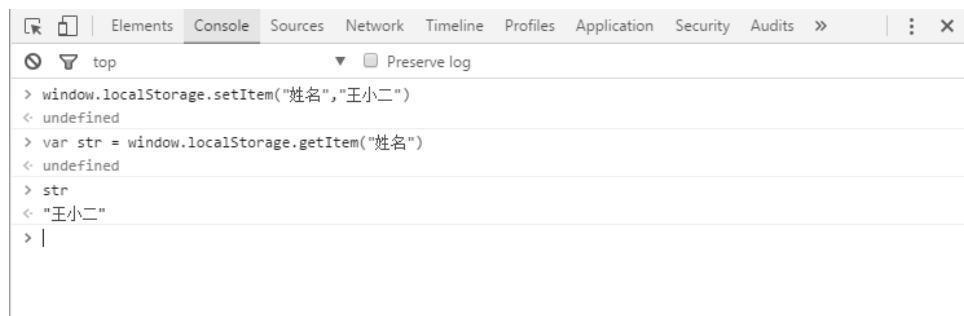 Elements Console Sources Network Timeline Profiles Application Security Audits »
top ▼ Preserve log
> window.localStorage.setItem("姓名","王小二")
<· undefined
> var str = window.localStorage.getItem("姓名")
<· undefined
> str
<· "王小二"
>